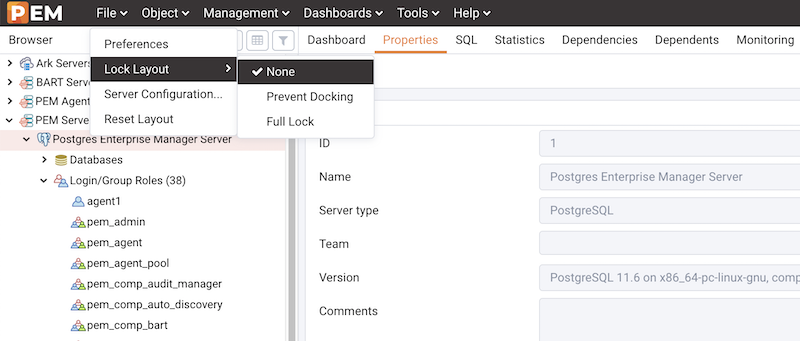 PEM File Object Management Dashboards Tools Help
Browser Dashboard Properties SQL Statistics Dependencies Dependents Monitoring
Preferences
Ark Servers
Lock Layout None
BART Serve
Server Configuration... Prevent Docking
PEM Agent
Reset Layout Full Lock
PEM Serve
Postgres Enterprise Manager Server
ID 1
Databases
Name Postgres Enterprise Manager Server
Login/Group Roles (38)
agent1
Server type PostgreSQL
pem_admin
pem_agent
Team
pem_agent_pool
Version PostgreSQL 11.6 on x86_64-pc-linux-gnu, comp
pem_comp_audit_manager
pem_comp_auto_discovery
Comments
pem_comp_bart